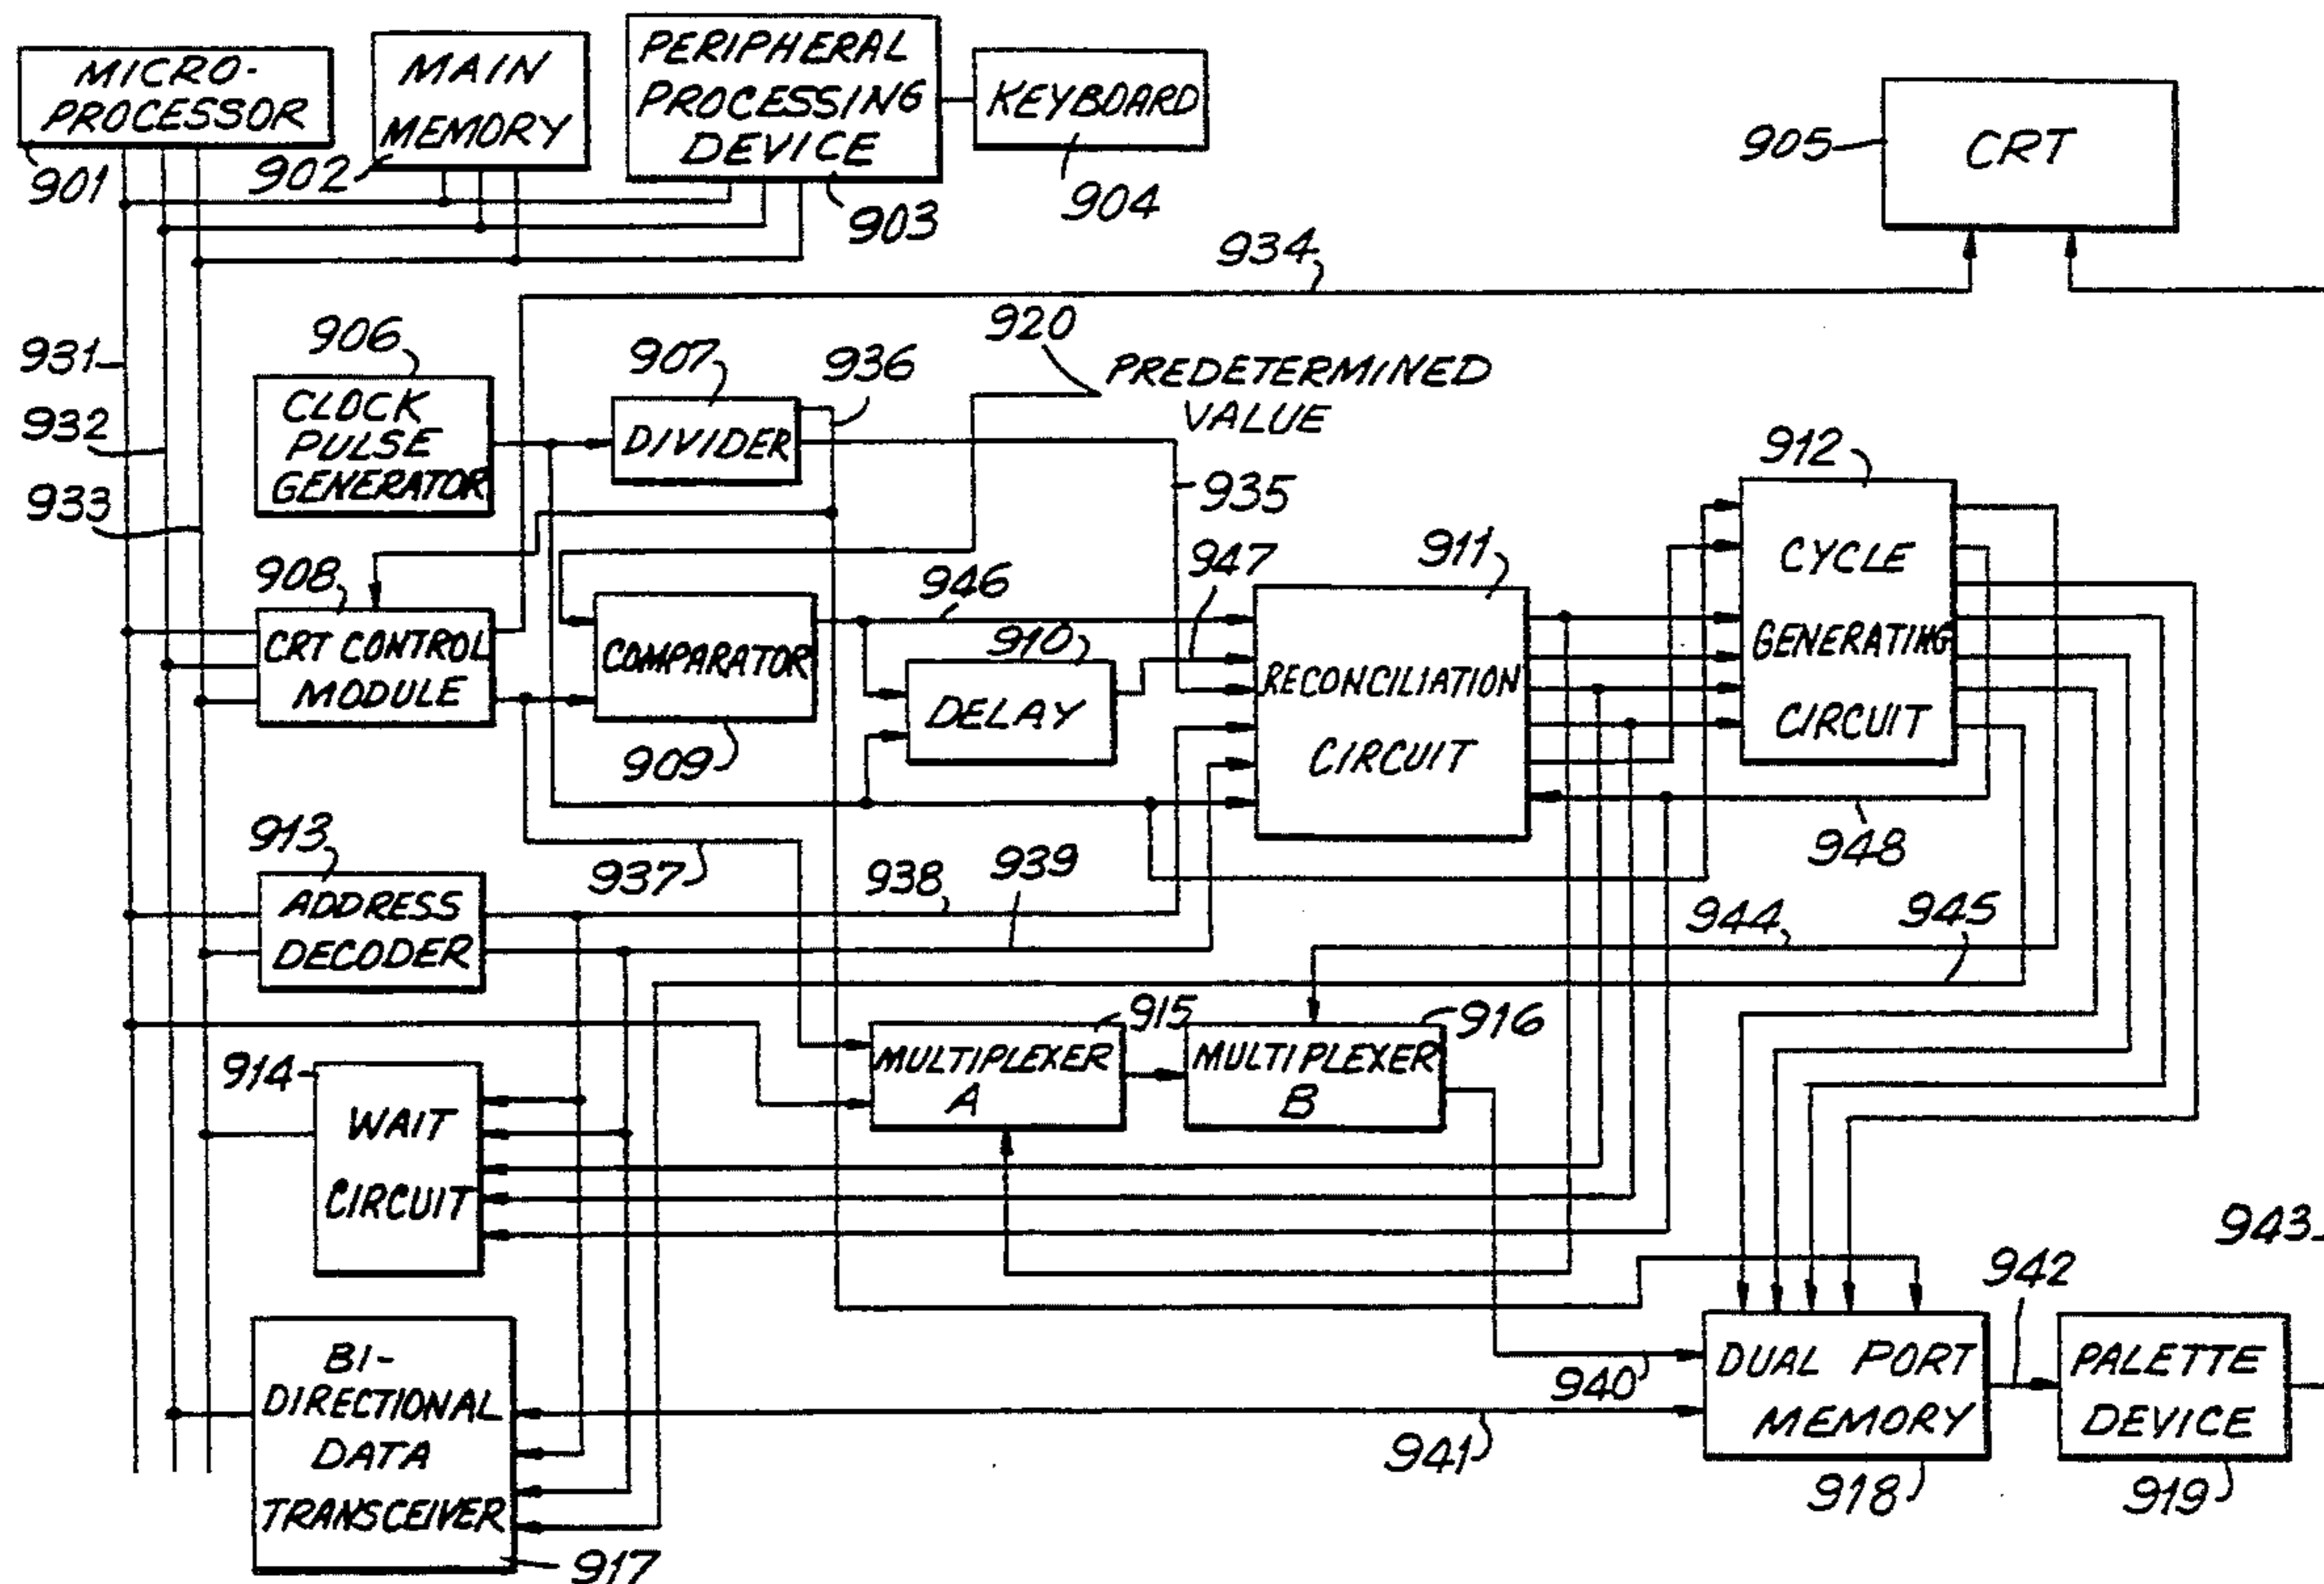 MICRO-
PROCESSOR
901
MAIN
MEMORY
902
PERIPHERAL
PROCESSING
DEVICE
903
KEYBOARD
904
905
CRT
934
931
932
933
906
CLOCK
PULSE
GENERATOR
907
DIVIDER
936
920
PREDETERMINED
VALUE
935
908
CRT CONTROL
MODULE
COMPARATOR
909
946
947
910
DELAY
911
RECONCILIATION
CIRCUIT
912
CYCLE
GENERATING
CIRCUIT
948
913
ADDRESS
DECODER
937
938
939
944
945
914
WAIT
CIRCUIT
915
MULTIPLEXER
A
916
MULTIPLEXER
B
BI-
DIRECTIONAL
DATA
TRANSCEIVER
917
940
941
DUAL PORT
MEMORY
918
942
943
PALETTE
DEVICE
919